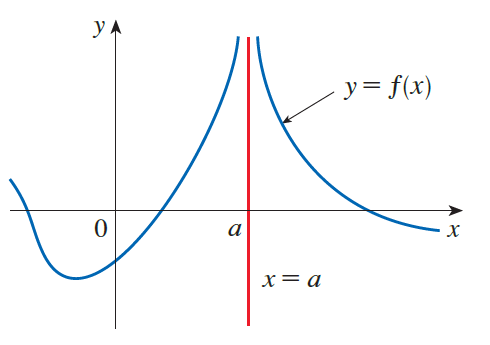 y
y = f(x)
0
a
x
x = a